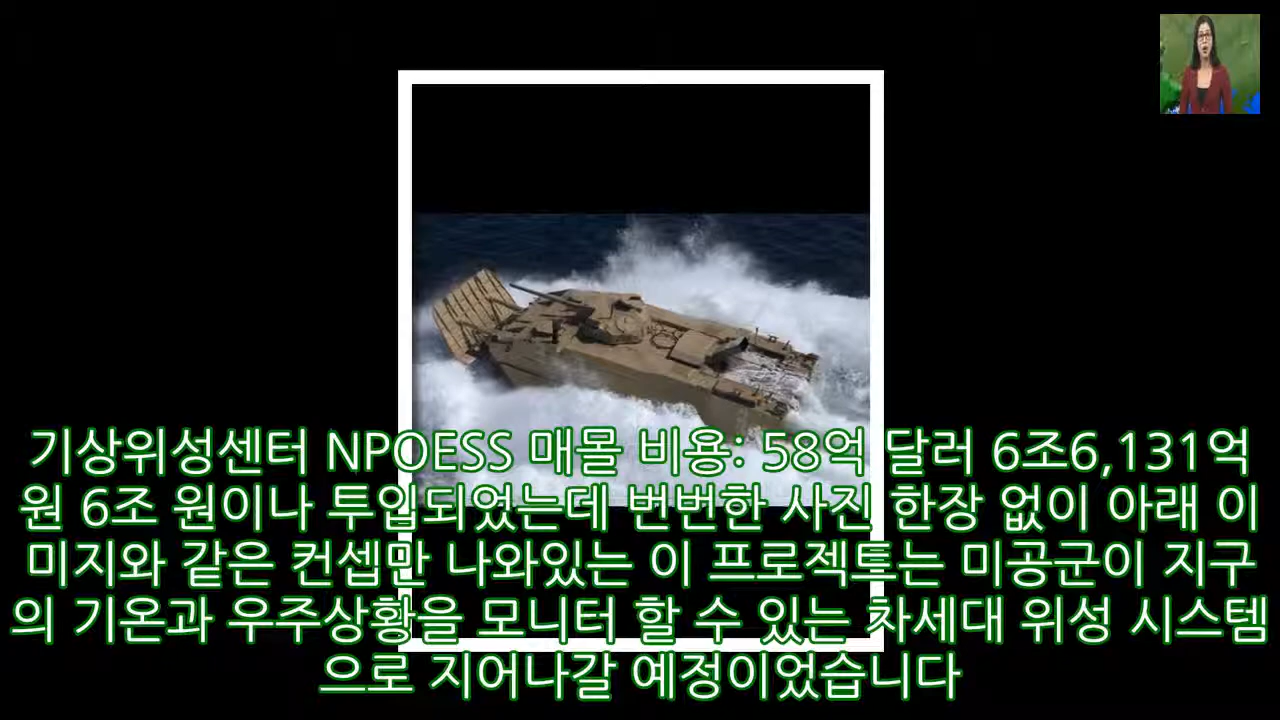 기상위성센터 NPOESS 매몰 비용: 58억 달러 6조6,131억
원 6조 원이나 투입되었는데 번번한 사진 한장 없이 아래 이
미지와 같은 컨셉만 나와있는 이 프로젝트는 미공군이 지구
의 기온과 우주상황을 모니터 할 수 있는 차세대 위성 시스템
으로 지어나갈 예정이었습니다